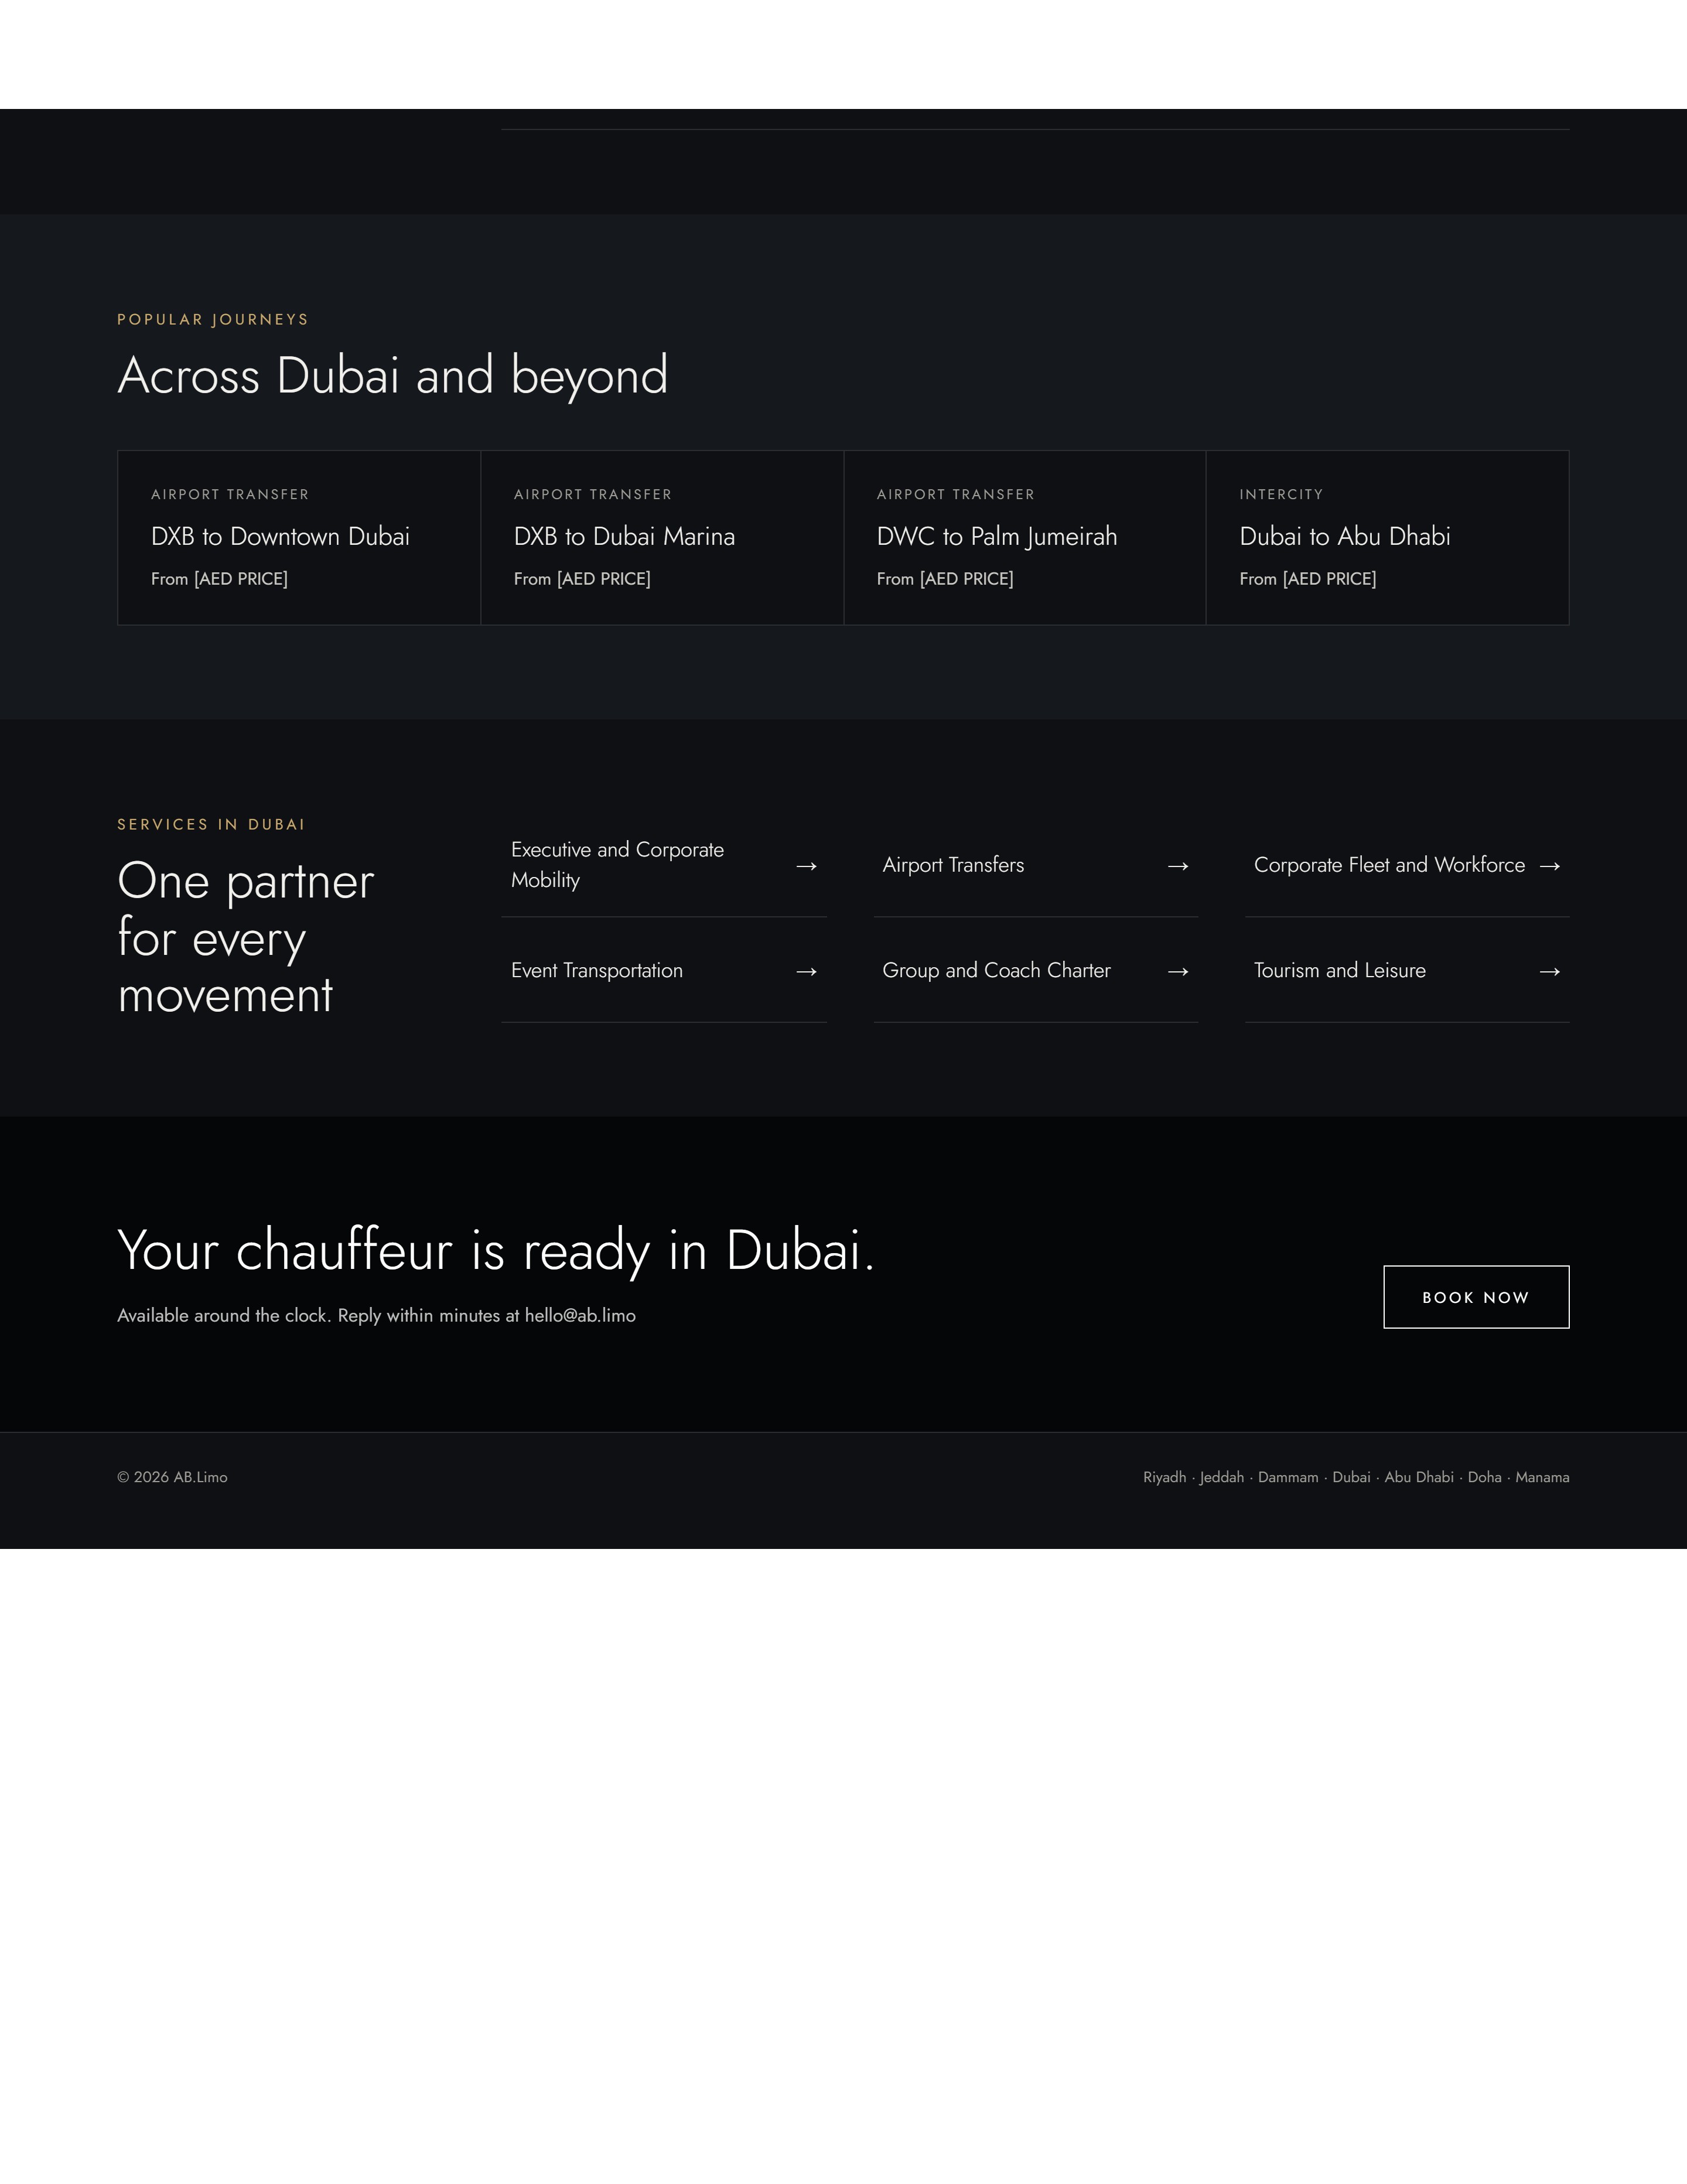 POPULAR JOURNEYS
Across Dubai and beyond
AIRPORT TRANSFER
DXB to Downtown Dubai
From [AED PRICE]
AIRPORT TRANSFER
DXB to Dubai Marina
From [AED PRICE]
AIRPORT TRANSFER
DWC to Palm Jumeirah
From [AED PRICE]
INTERCITY
Dubai to Abu Dhabi
From [AED PRICE]
SERVICES IN DUBAI
One partner
for every
movement
Executive and Corporate
Mobility →
Airport Transfers →
Corporate Fleet and Workforce →
Event Transportation →
Group and Coach Charter →
Tourism and Leisure →
Your chauffeur is ready in Dubai.
Available around the clock. Reply within minutes at hello@ab.limo
BOOK NOW
© 2026 AB.Limo
Riyadh · Jeddah · Dammam · Dubai · Abu Dhabi · Doha · Manama